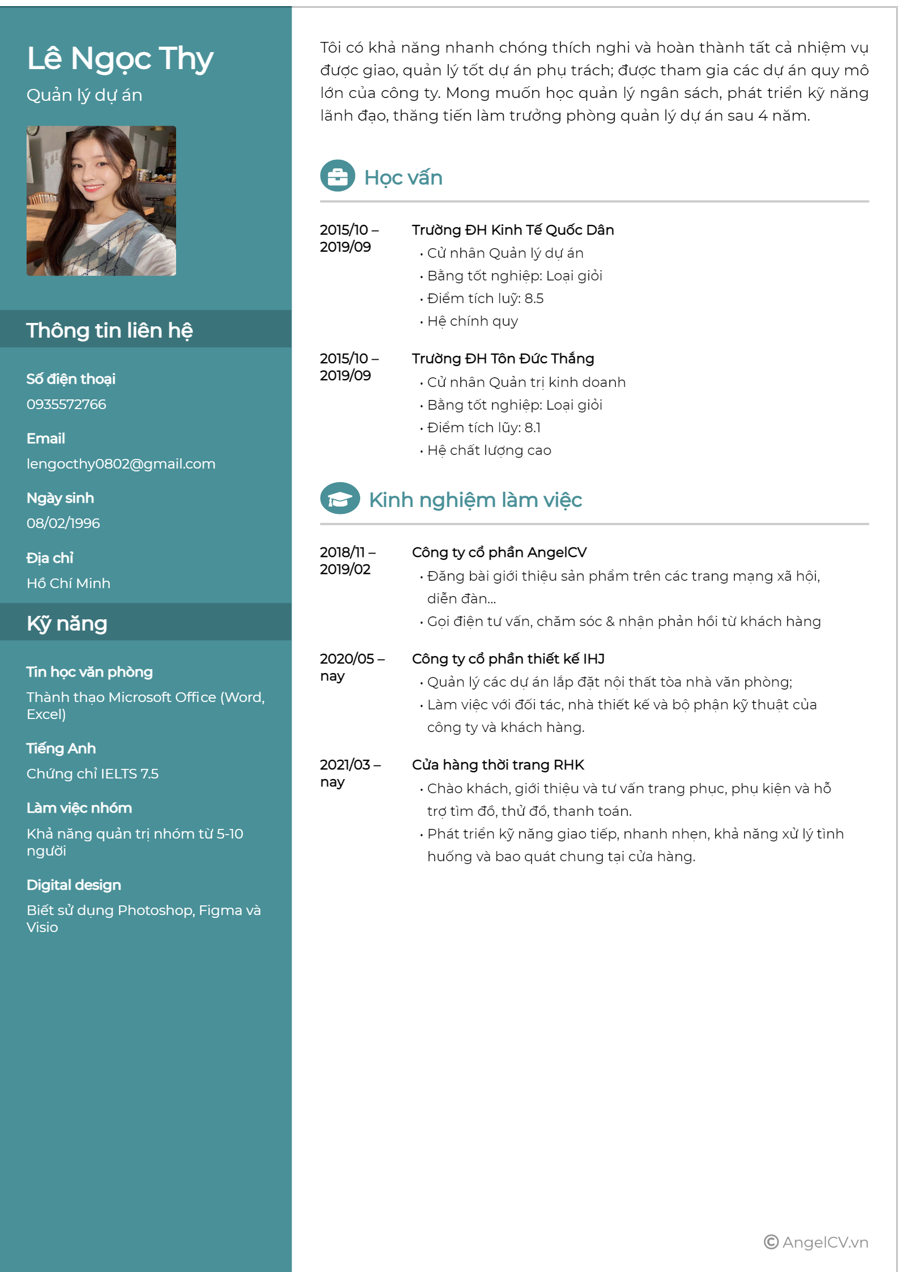 Lê Ngọc Thy
Quản lý dự án
Thông tin liên hệ
Số điện thoại
0935572766
Email
lengocthy0802@gmail.com
Ngày sinh
08/02/1996
Địa chỉ
Hồ Chí Minh
Kỹ năng
Tin học văn phòng
Thành thạo Microsoft Office (Word,
Excel)
Tiếng Anh
Chứng chỉ IELTS 7.5
Làm việc nhóm
Khả năng quản trị nhóm từ 5-10
người
Digital design
Biết sử dụng Photoshop, Figma và
Visio
Tôi có khả năng nhanh chóng thích nghi và hoàn thành tất cả nhiệm vụ
được giao, quản lý tốt dự án phụ trách; được tham gia các dự án quy mô
lớn của công ty. Mong muốn học quản lý ngân sách, phát triển kỹ năng
lãnh đạo, thăng tiến làm trưởng phòng quản lý dự án sau 4 năm.
Học vấn
2015/10 –
2019/09
Trường ĐH Kinh Tế Quốc Dân
• Cử nhân Quản lý dự án
• Bằng tốt nghiệp: Loại giỏi
• Điểm tích luỹ: 8.5
• Hệ chính quy
2015/10 –
2019/09
Trường ĐH Tôn Đức Thắng
• Cử nhân Quản trị kinh doanh
• Bằng tốt nghiệp: Loại giỏi
• Điểm tích lũy: 8.1
• Hệ chất lượng cao
Kinh nghiệm làm việc
2018/11 –
2019/02
Công ty cổ phần AngelCV
• Đăng bài giới thiệu sản phẩm trên các trang mạng xã hội,
diễn đàn...
• Gọi điện tư vấn, chăm sóc & nhận phản hồi từ khách hàng
2020/05 –
nay
Công ty cổ phần thiết kế IHJ
• Quản lý các dự án lắp đặt nội thất tòa nhà văn phòng;
• Làm việc với đối tác, nhà thiết kế và bộ phận kỹ thuật của
công ty và khách hàng.
2021/03 –
nay
Cửa hàng thời trang RHK
• Chào khách, giới thiệu và tư vấn trang phục, phụ kiện và hỗ
trợ tìm đồ, thử đồ, thanh toán.
• Phát triển kỹ năng giao tiếp, nhanh nhẹn, khả năng xử lý tình
huống và bao quát chung tại cửa hàng.
© AngelCV.vn